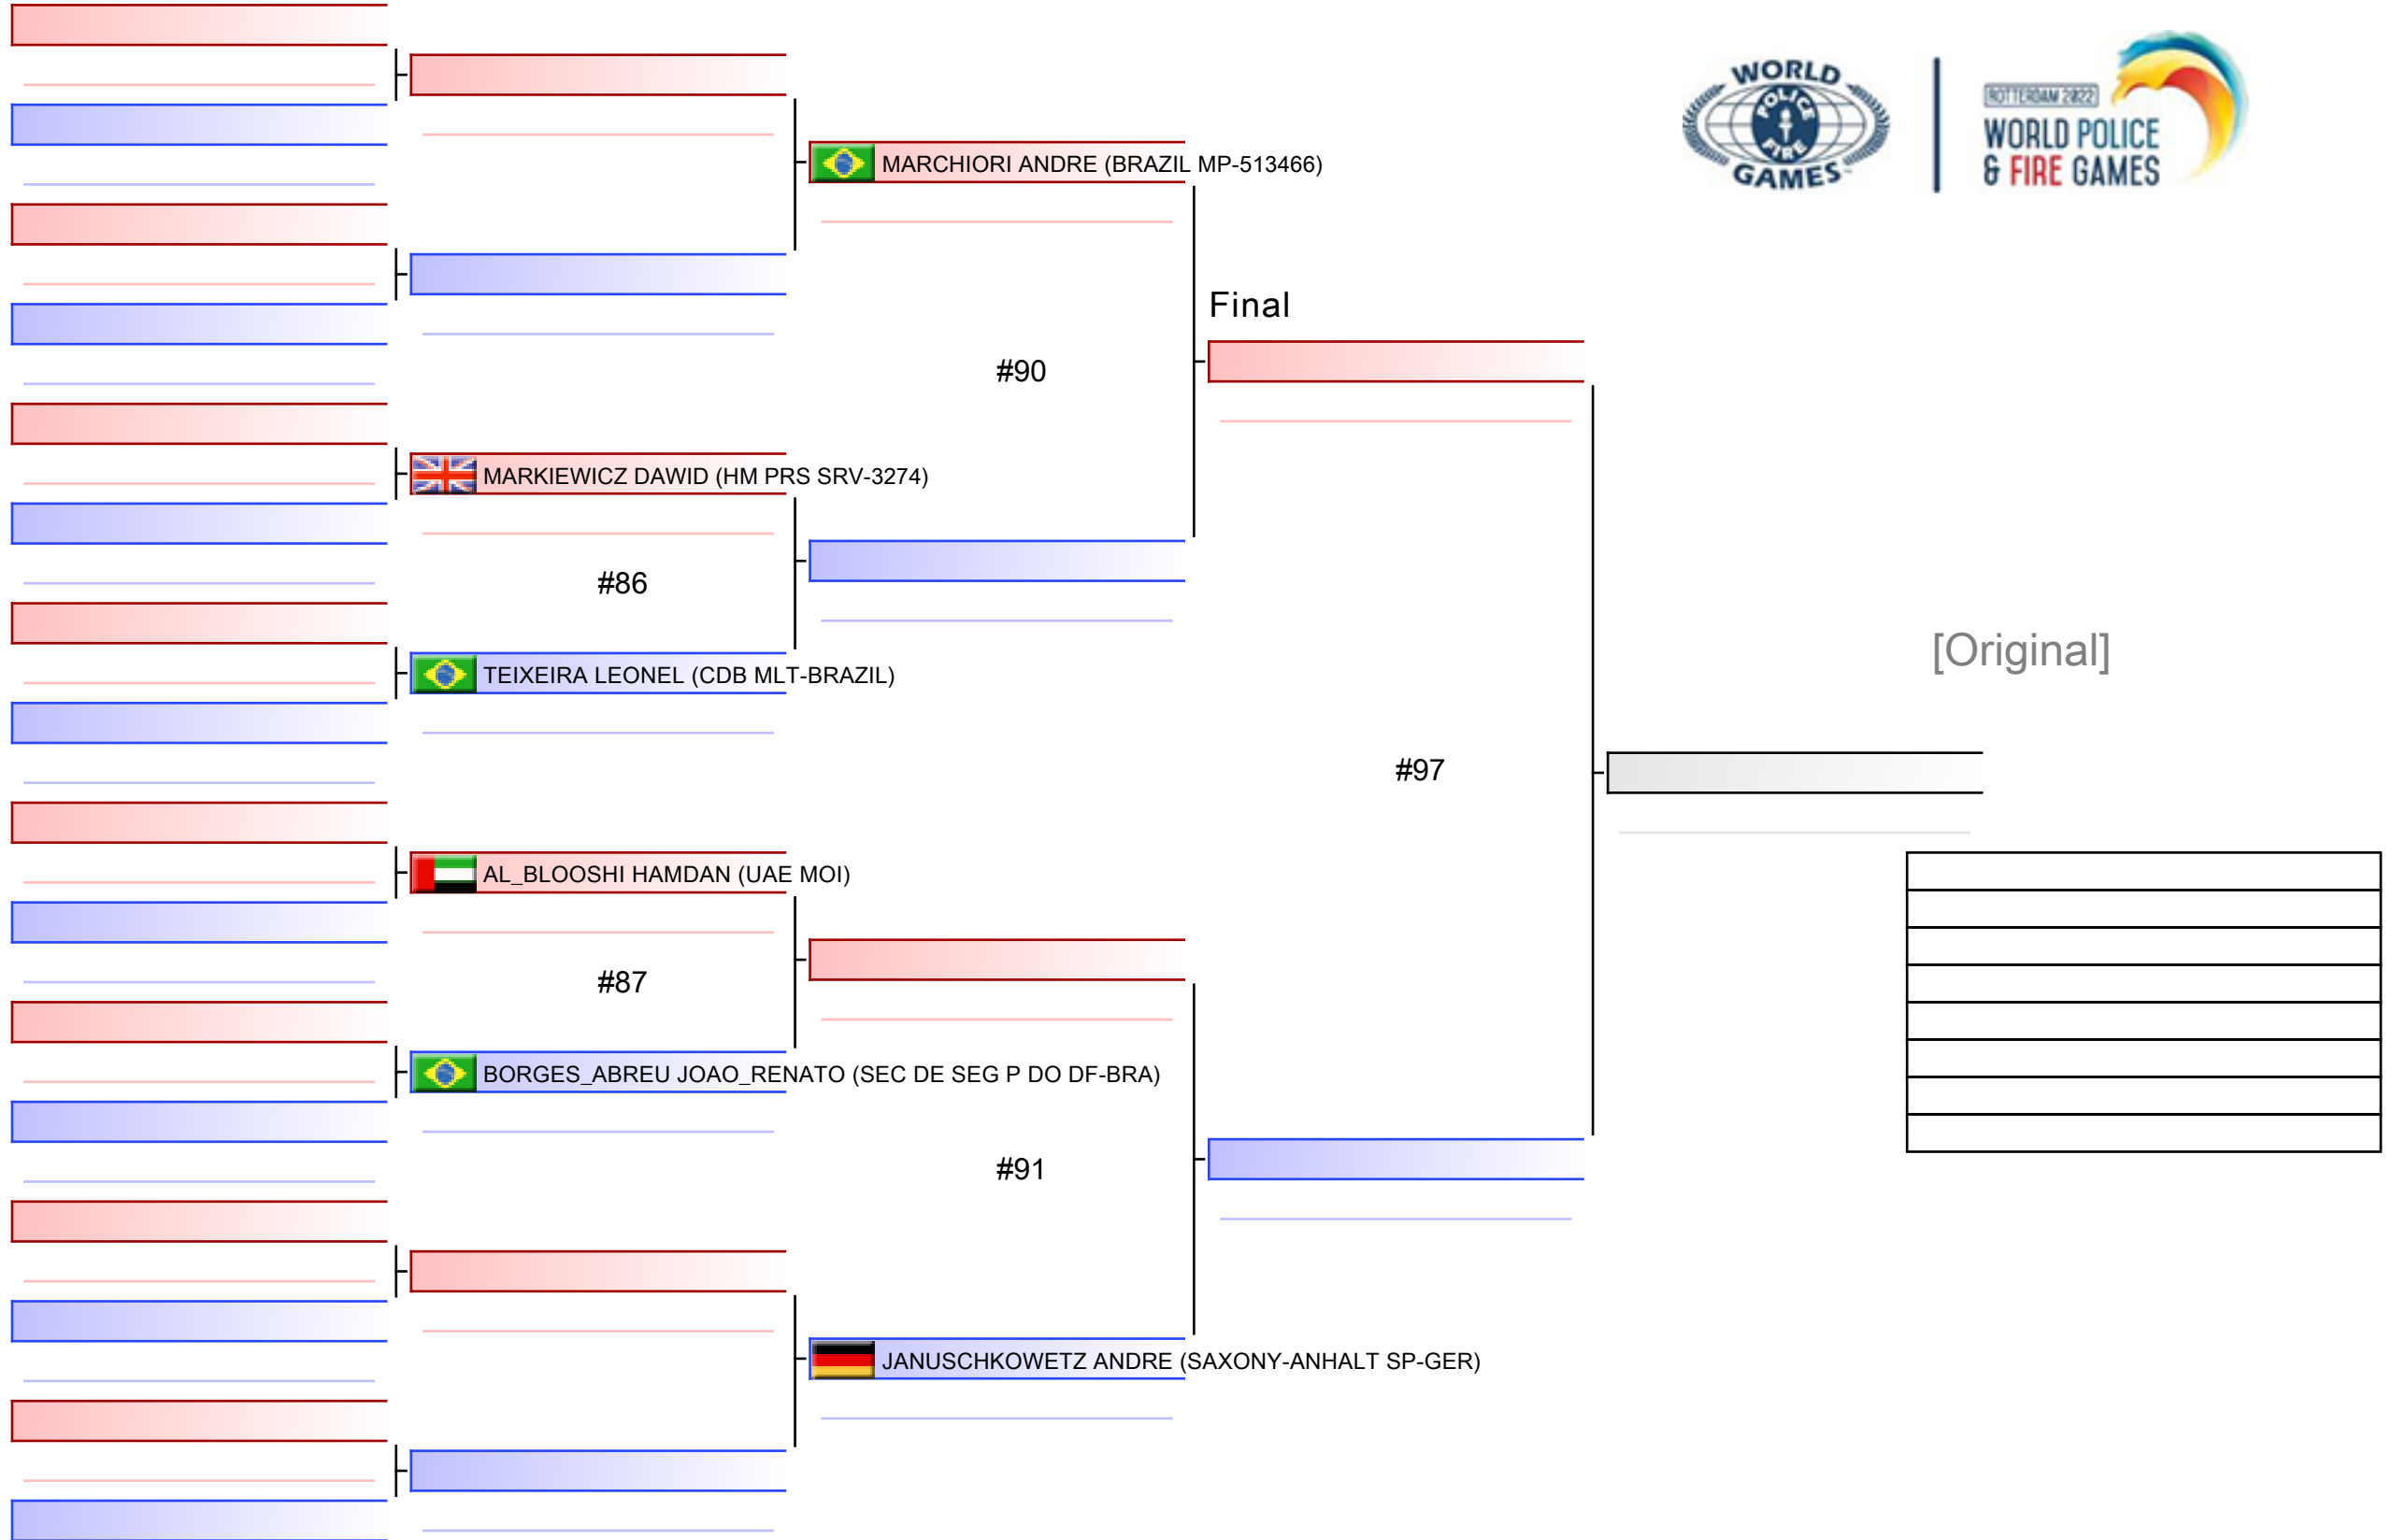 WORLD
POLICE
FIRE
GAMES
ROTTERDAM 2022
WORLD POLICE
& FIRE GAMES
MARCHIORI ANDRE (BRAZIL MP-513466)
Final
#90
MARKIEWICZ DAWID (HM PRS SRV-3274)
#86
TEIXEIRA LEONEL (CDB MLT-BRAZIL)
[Original]
#97
AL_BLOOSHI HAMDAN (UAE MOI)
#87
BORGES_ABREU JOAO_RENATO (SEC DE SEG P DO DF-BRA)
#91
JANUSCHKOWETZ ANDRE (SAXONY-ANHALT SP-GER)